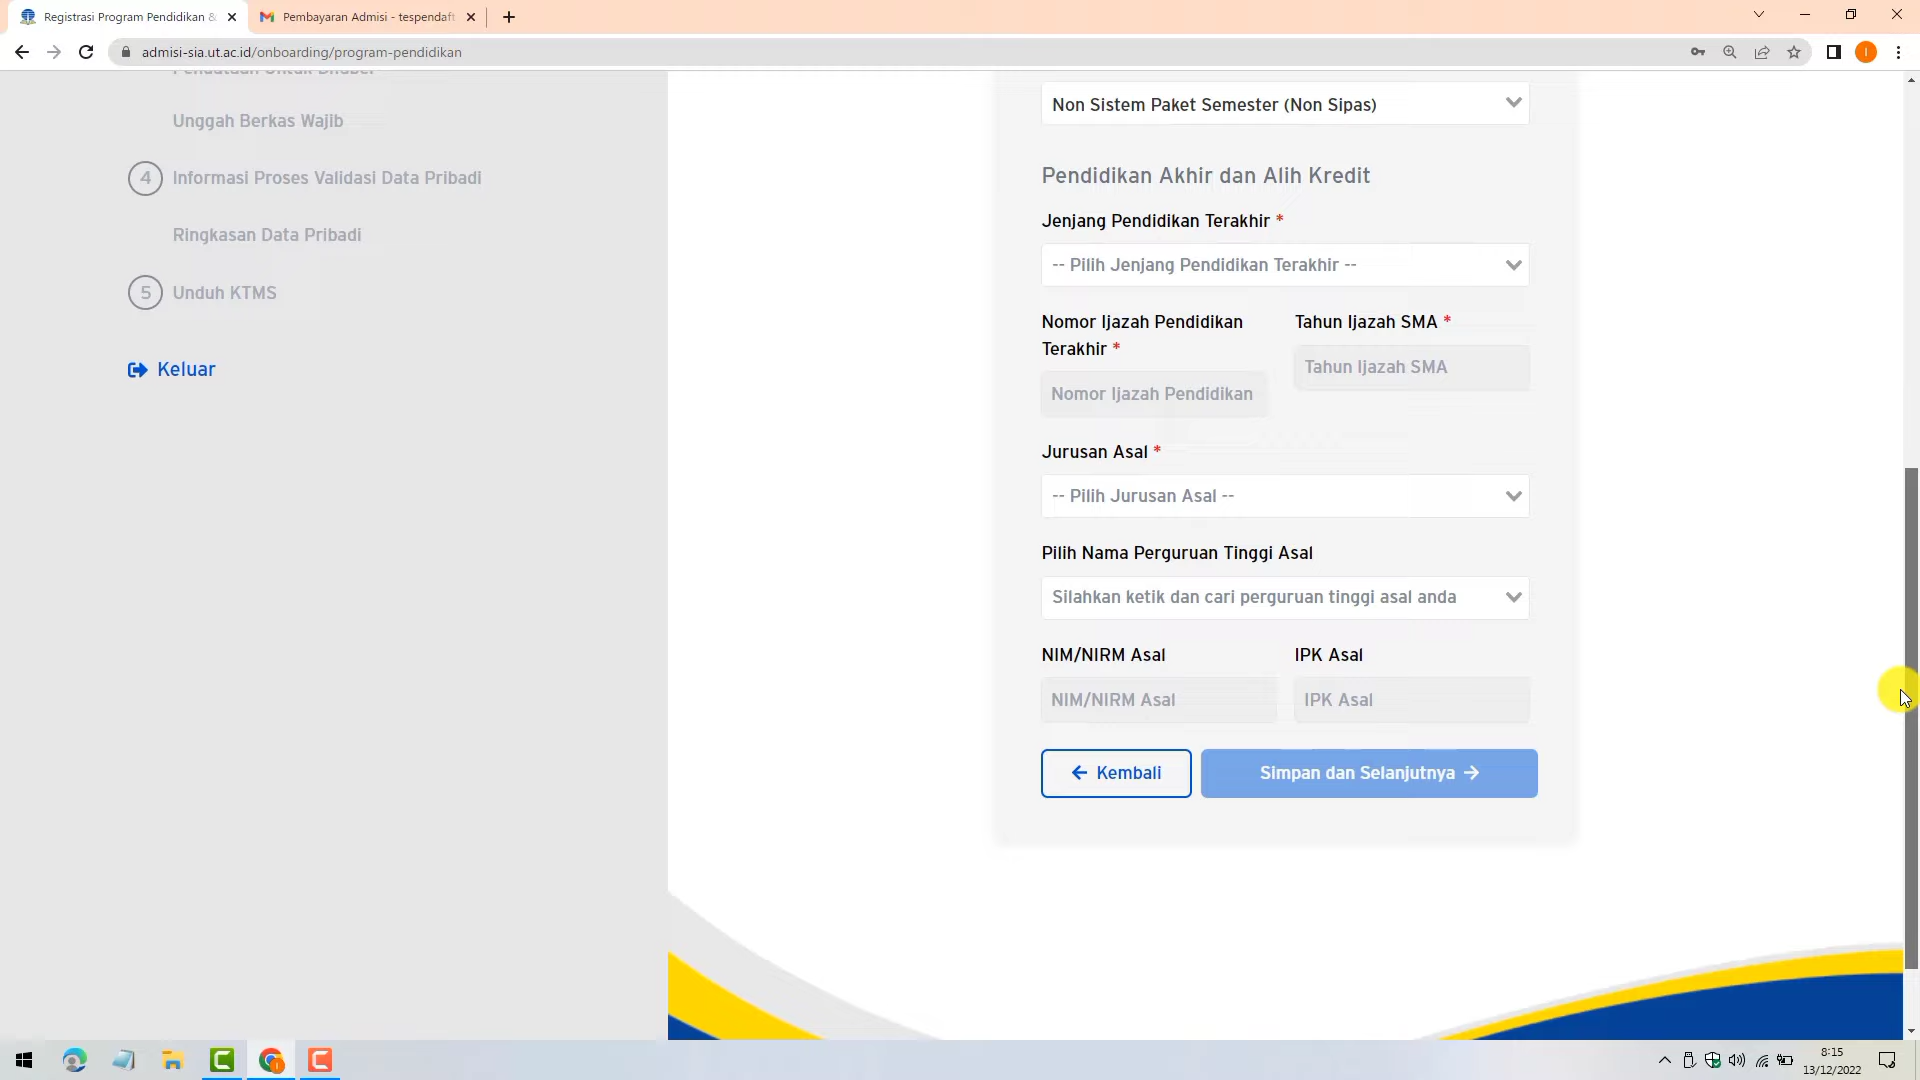 Registrasi Program Pendidikan &
Pembayaran Admisi - tespendaft
admisi-sia.ut.ac.id/onboarding/program-pendidikan
I
Unggah Berkas Wajib
4 Informasi Proses Validasi Data Pribadi
Ringkasan Data Pribadi
5 Unduh KTMS
Keluar
Non Sistem Paket Semester (Non Sipas)
Pendidikan Akhir dan Alih Kredit
Jenjang Pendidikan Terakhir *
-- Pilih Jenjang Pendidikan Terakhir --
Nomor Ijazah Pendidikan
Terakhir *
Nomor Ijazah Pendidikan
Tahun Ijazah SMA *
Tahun Ijazah SMA
Jurusan Asal *
-- Pilih Jurusan Asal --
Pilih Nama Perguruan Tinggi Asal
Silahkan ketik dan cari perguruan tinggi asal anda
NIM/NIRM Asal
IPK Asal
NIM/NIRM Asal
IPK Asal
Kembali
Simpan dan Selanjutnya
8:15
13/12/2022